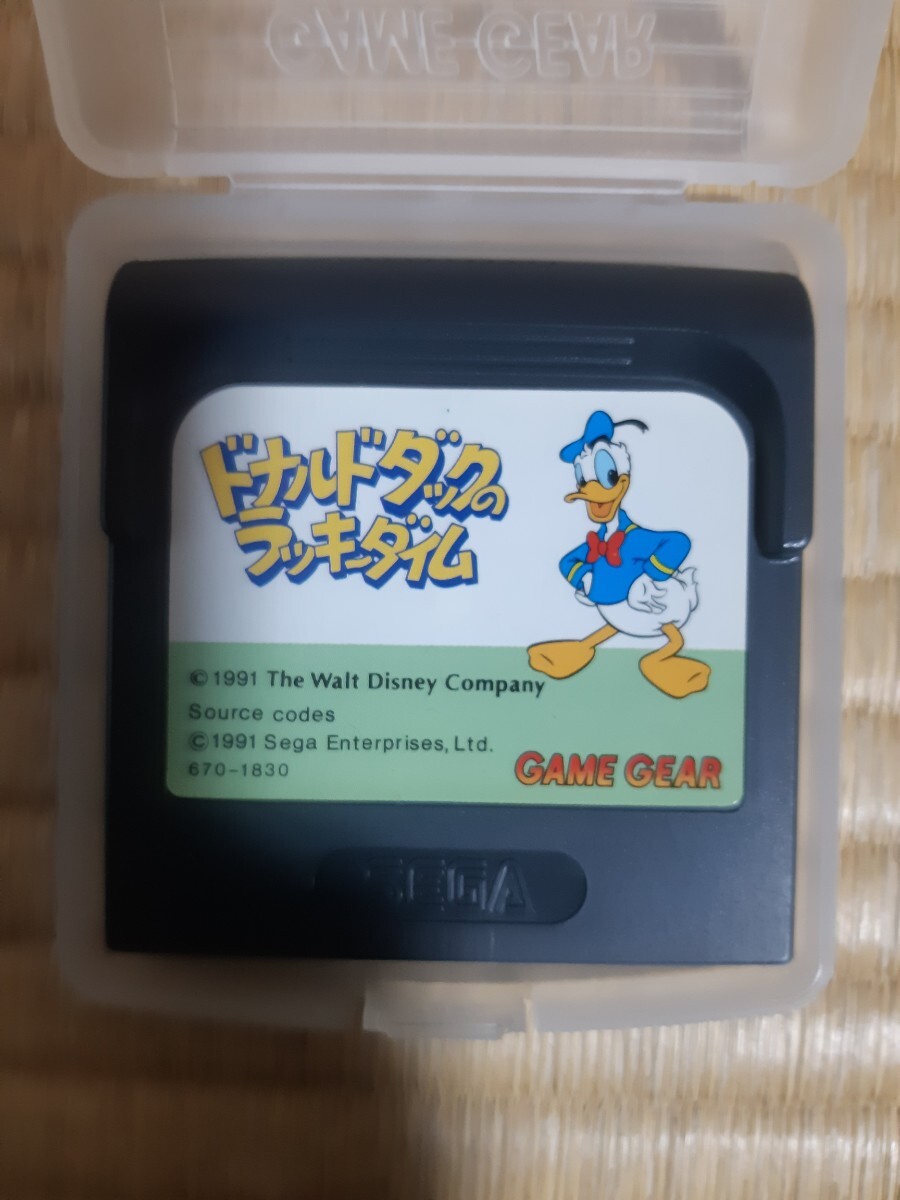 GAME GEAR
ドナルドダックの
ラッキーダイム
© 1991 The Walt Disney Company
Source codes
© 1991 Sega Enterprises, Ltd.
670-1830
GAME GEAR
SEGA